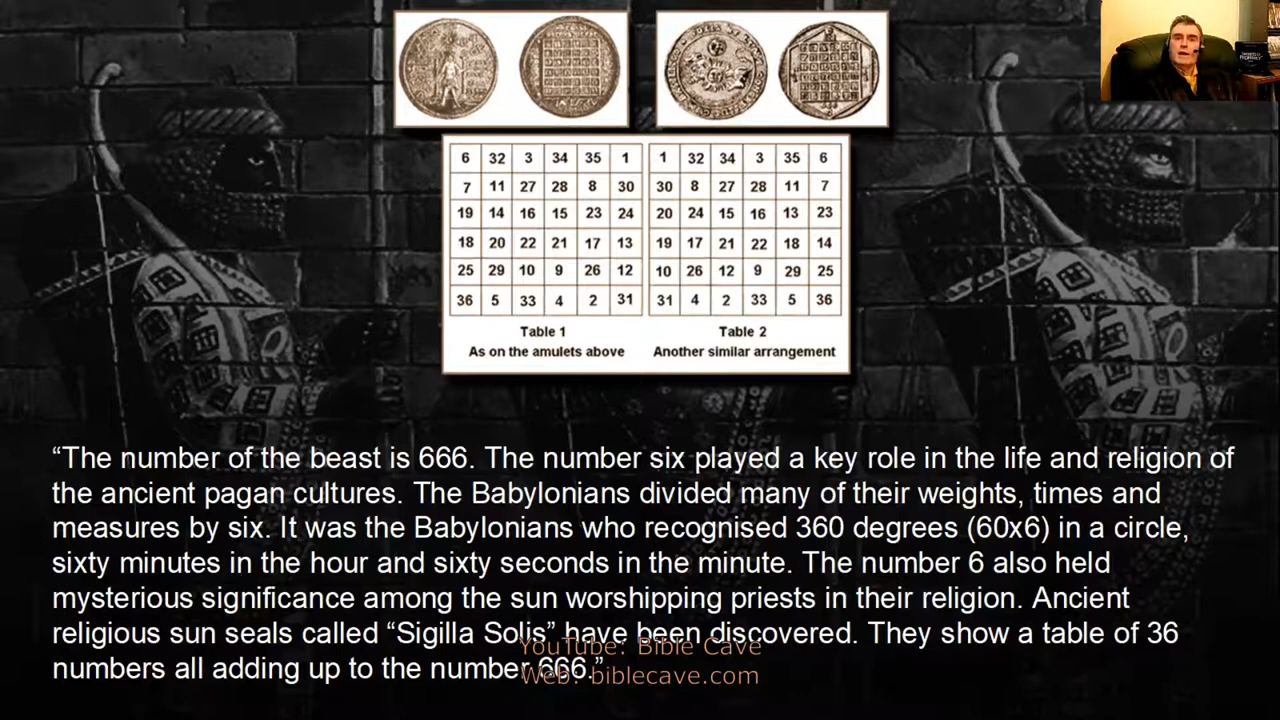 6 32 3 34 35 1
7 11 27 28 8 30
19 14 16 15 23 24
18 20 22 21 17 13
25 29 10 9 26 12
36 5 33 4 2 31
Table 1
As on the amulets above
1 32 34 3 35 6
30 8 27 28 11 7
20 24 15 16 13 23
19 17 21 22 18 14
10 26 12 9 29 25
31 4 2 33 5 36
Table 2
Another similar arrangement
“The number of the beast is 666. The number six played a key role in the life and religion of
the ancient pagan cultures. The Babylonians divided many of their weights, times and
measures by six. It was the Babylonians who recognised 360 degrees (60x6) in a circle,
sixty minutes in the hour and sixty seconds in the minute. The number 6 also held
mysterious significance among the sun worshipping priests in their religion. Ancient
religious sun seals called “Sigilla Solis” have been discovered. They show a table of 36
numbers all adding up to the number 666.”
YouTube: Bible Cave
Web: biblecave.com